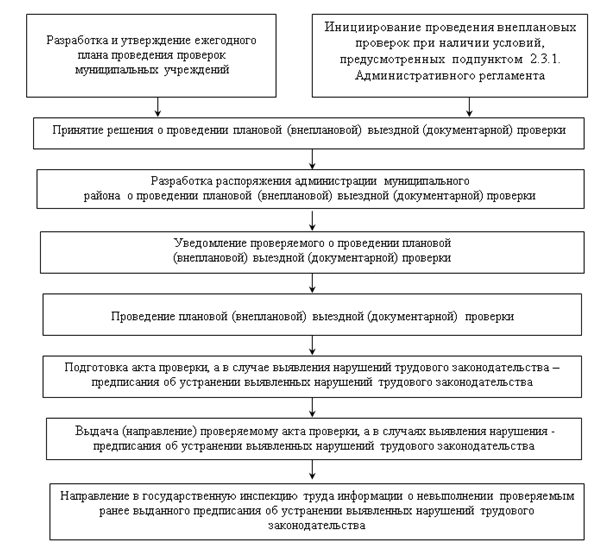 Разработка и утверждение ежегодного
плана проведения проверок
муниципальных учреждений
Инициирование проведения внеплановых
проверок при наличии условий,
предусмотренных подпунктом 2.3.1.
Административного регламента
Принятие решения о проведении плановой (внеплановой) выездной (документарной) проверки
Разработка распоряжения администрации муниципального
района о проведении плановой (внеплановой) выездной (документарной) проверки
Уведомление проверяемого о проведении плановой
(внеплановой) выездной (документарной) проверки
Проведение плановой (внеплановой) выездной (документарной) проверки
Подготовка акта проверки, а в случае выявления нарушений трудового законодательства –
предписания об устранении выявленных нарушений трудового законодательства
Выдача (направление) проверяемому акта проверки, а в случаях выявления нарушения -
предписания об устранении выявленных нарушений трудового законодательства
Направление в государственную инспекцию труда информации о невыполнении проверяемым
ранее выданного предписания об устранении выявленных нарушений трудового
законодательства